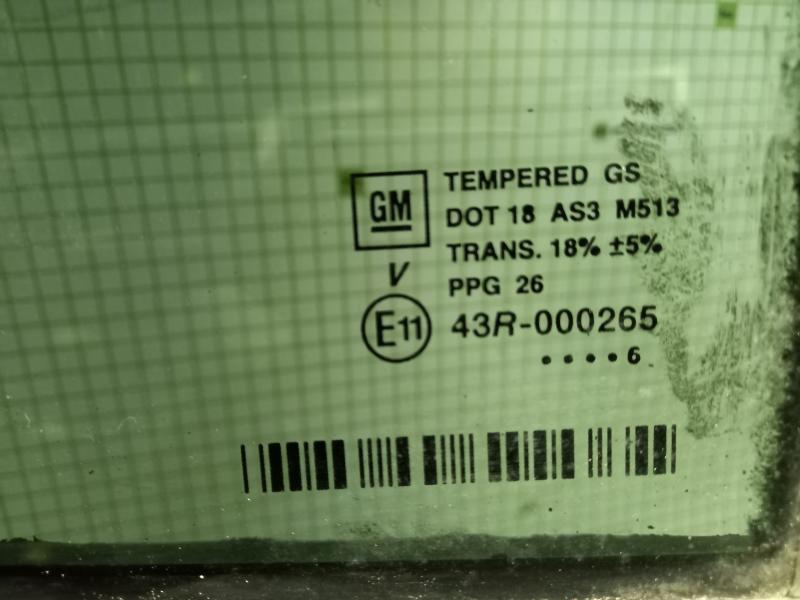 GM
TEMPERED GS
DOT 18 AS3 M513
TRANS. 18% ±5%
V
PPG 26
E11
43R-000265
....6